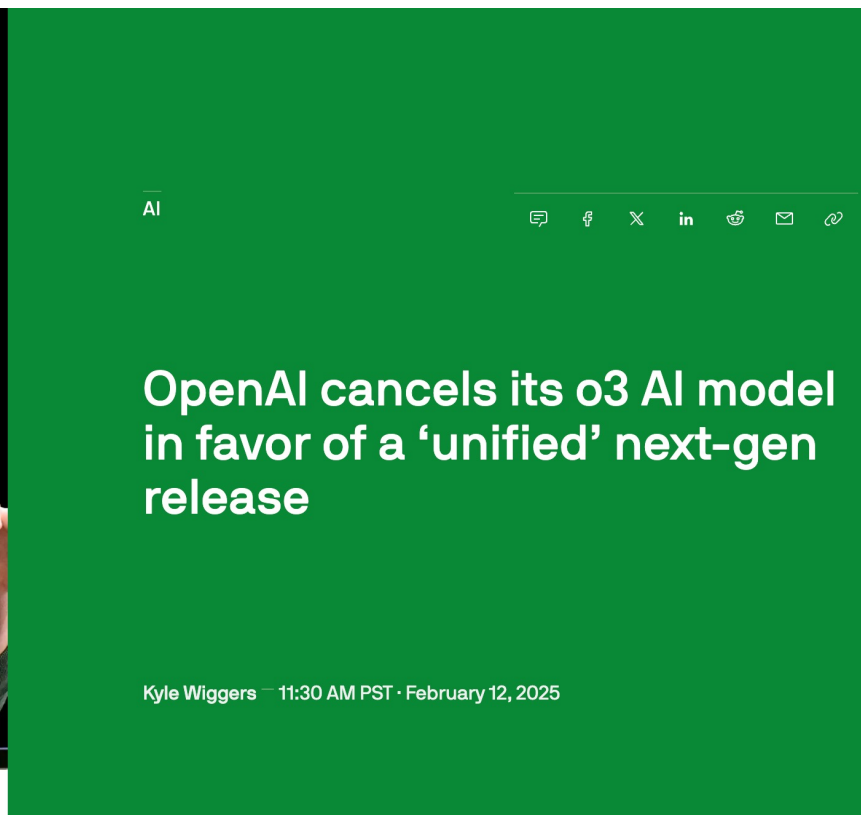 AI
OpenAI cancels its o3 AI model
in favor of a ‘unified’ next-gen
release
Kyle Wiggers — 11:30 AM PST · February 12, 2025